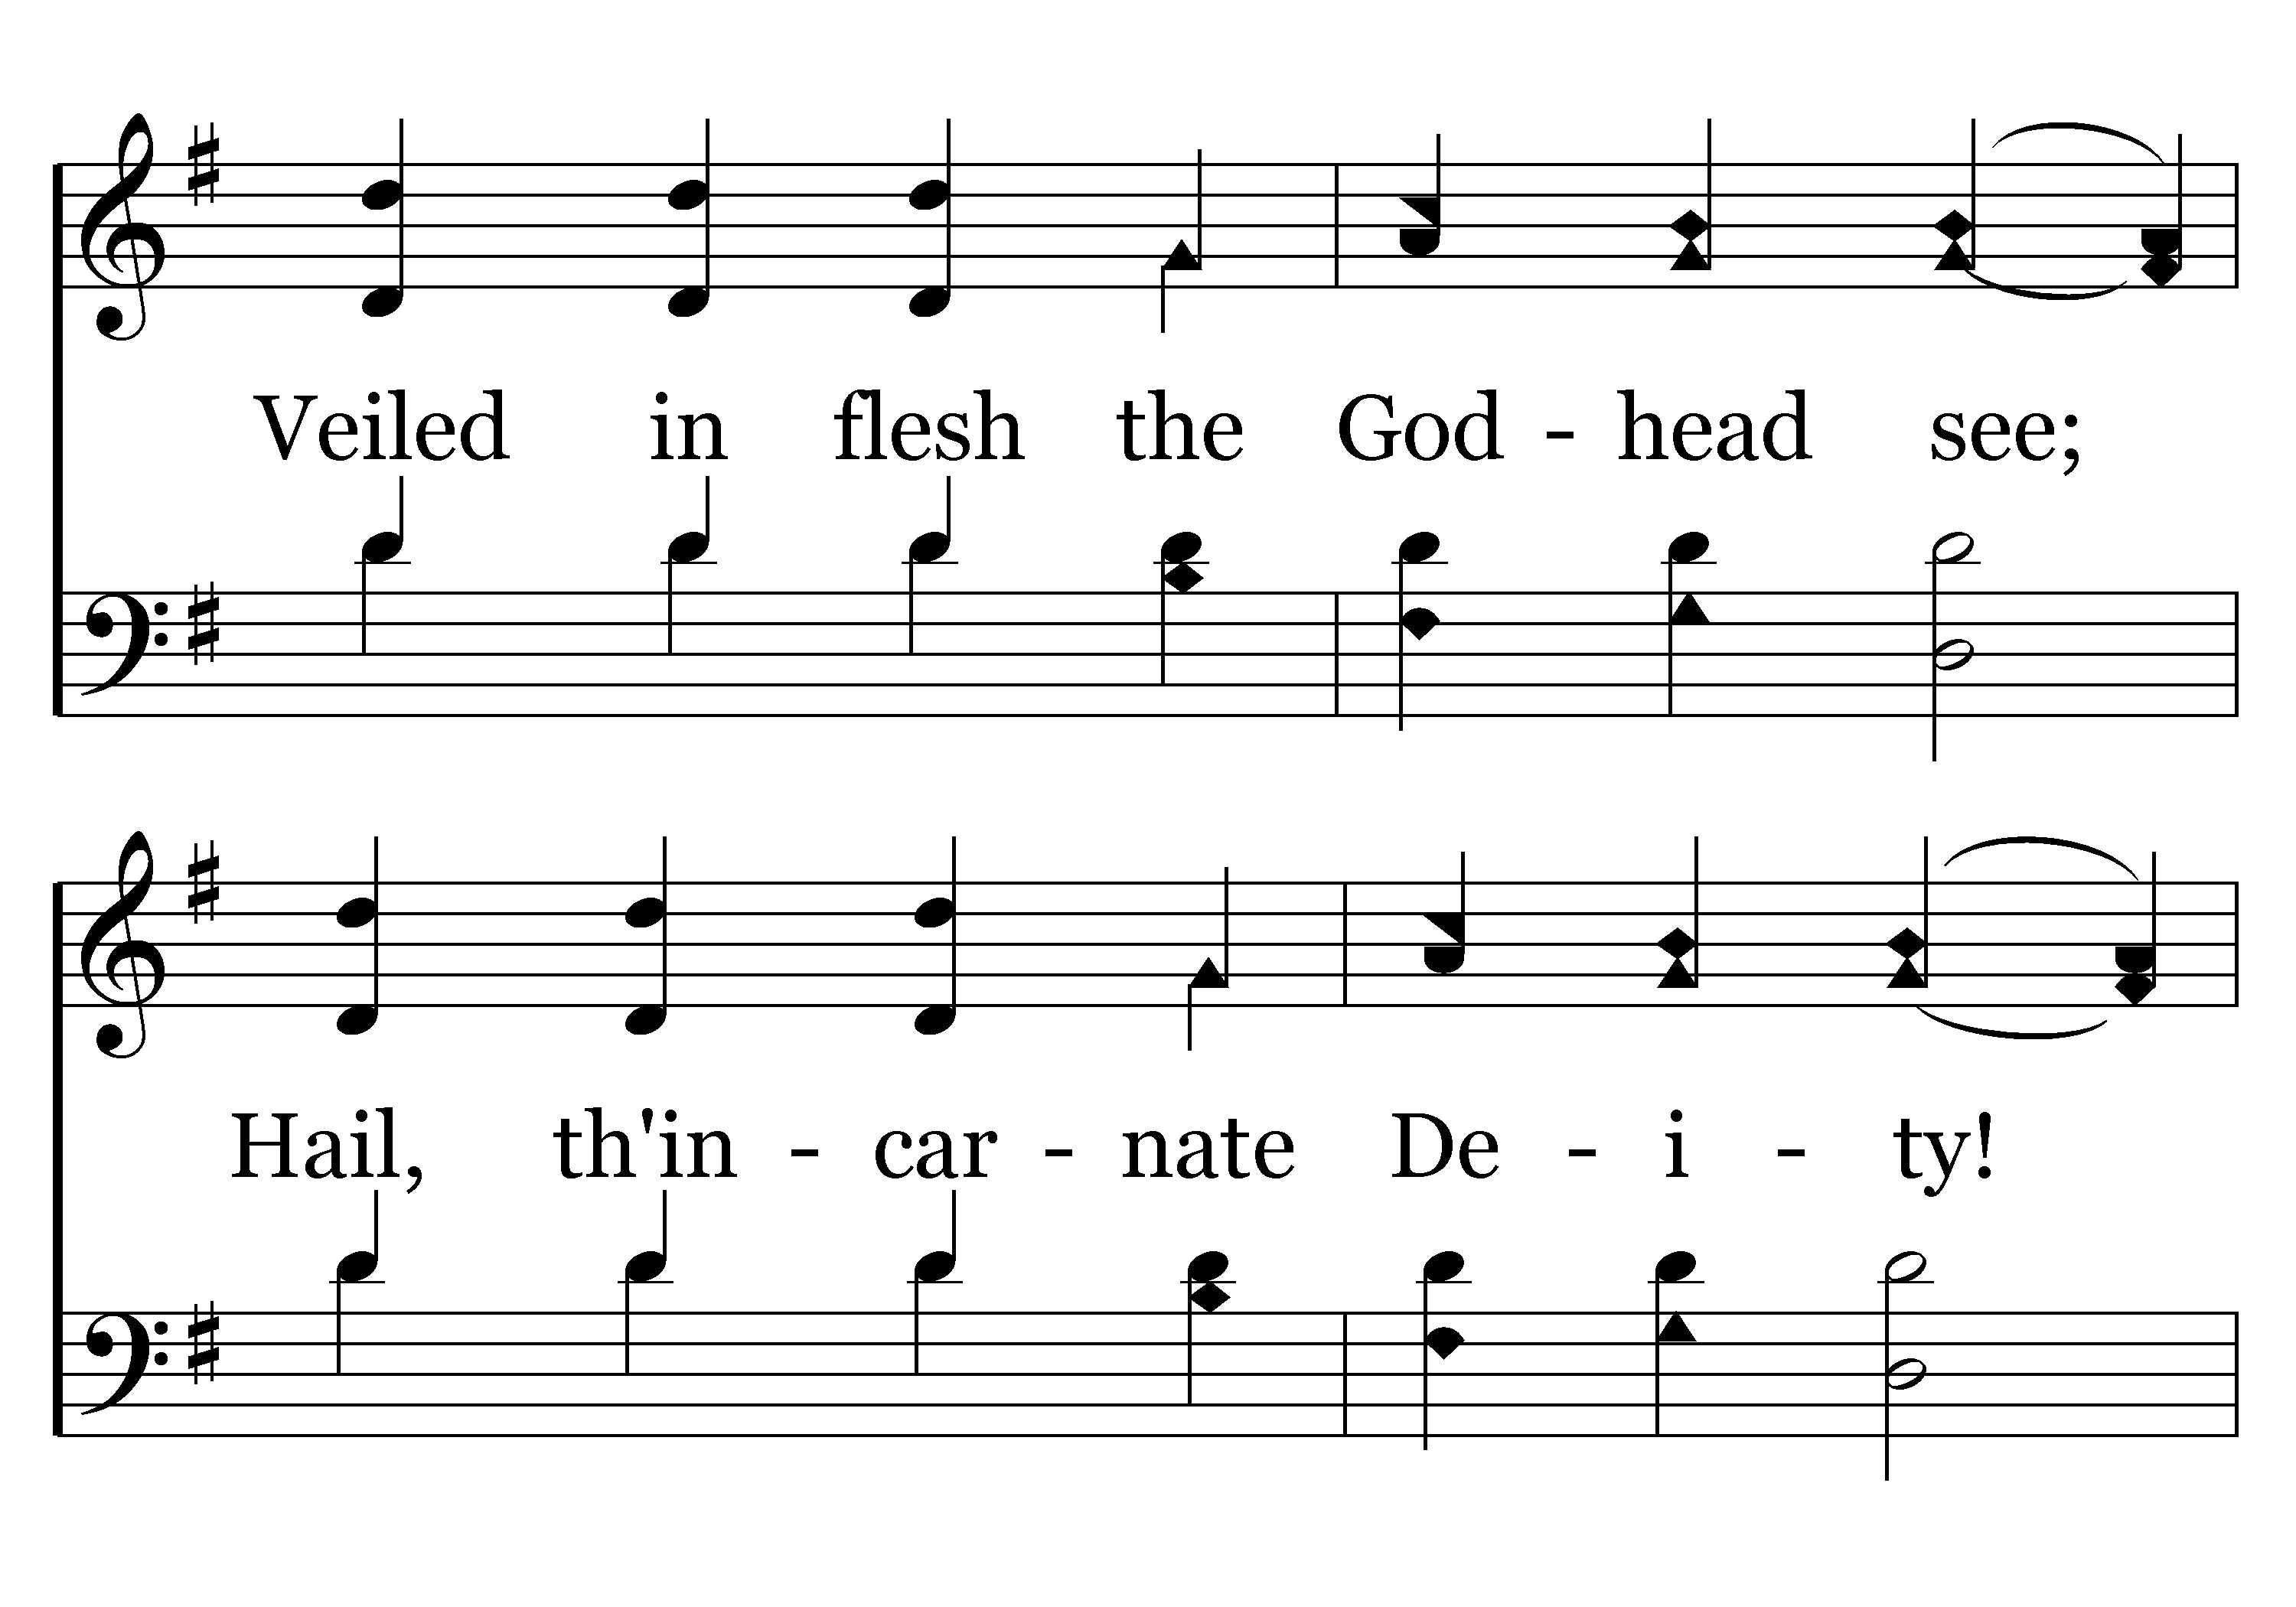 Veiled in flesh the God - head see;
Hail, th'in - car - nate De - i - ty!